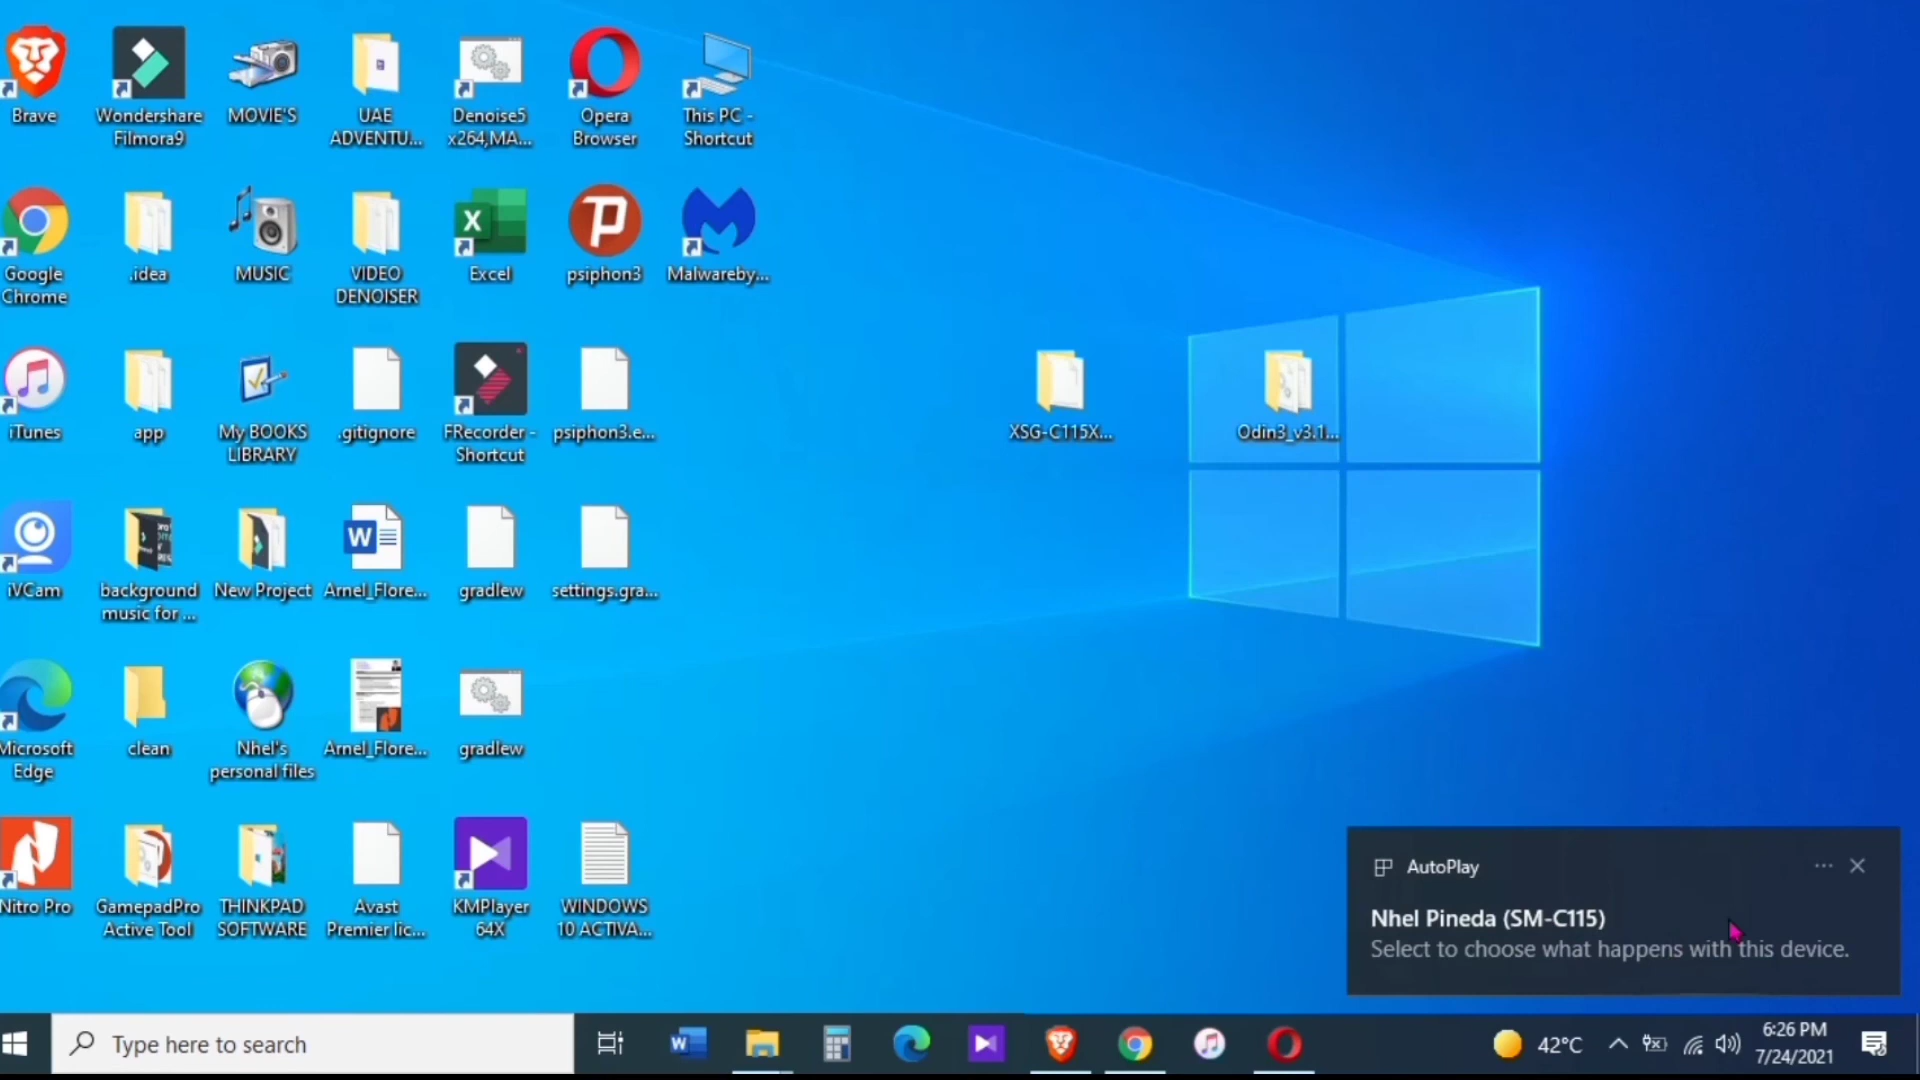 Brave
Wondershare
Filmora9
MOVIE'S
UAE
ADVENTU...
Denoise5
x264,MA...
Opera
Browser
This PC -
Shortcut
Google
Chrome
.idea
MUSIC
VIDEO
DENOISER
Excel
psiphon3
Malwareby...
iTunes
app
My BOOKS
LIBRARY
.gitignore
FRecorder -
Shortcut
psiphon3.e...
XSG-C115X...
Odin3_v3.1...
iVCam
background
music for ...
New Project
Arnel_Flore...
gradlew
settings.gra...
Microsoft
Edge
clean
Nhel's
personal files
Arnel_Flore...
gradlew
Nitro Pro
GamepadPro
Active Tool
THINKPAD
SOFTWARE
Avast
Premier lic...
KMPlayer
64X
WINDOWS
10 ACTIVA...
AutoPlay
Nhel Pineda (SM-C115)
Select to choose what happens with this device.
Type here to search
42°C
6:26 PM
7/24/2021